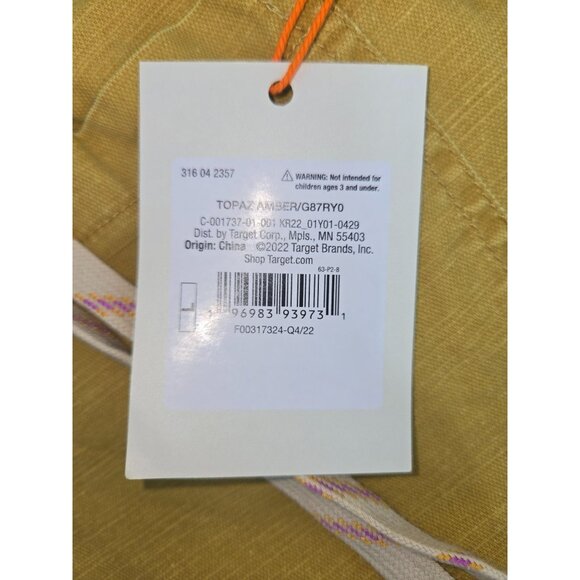 316 04 2357
⚠ WARNING: Not intended for
children ages 3 and under.
TOPAZ AMBER/G87RY0
C-001737-01-001 KR22_01Y01-0429
Dist. by Target Corp., Mpls., MN 55403
Origin: China ©2022 Target Brands, Inc.
Shop Target.com
63-P2-8
L
1 96983 93973 1
F00317324-Q4/22